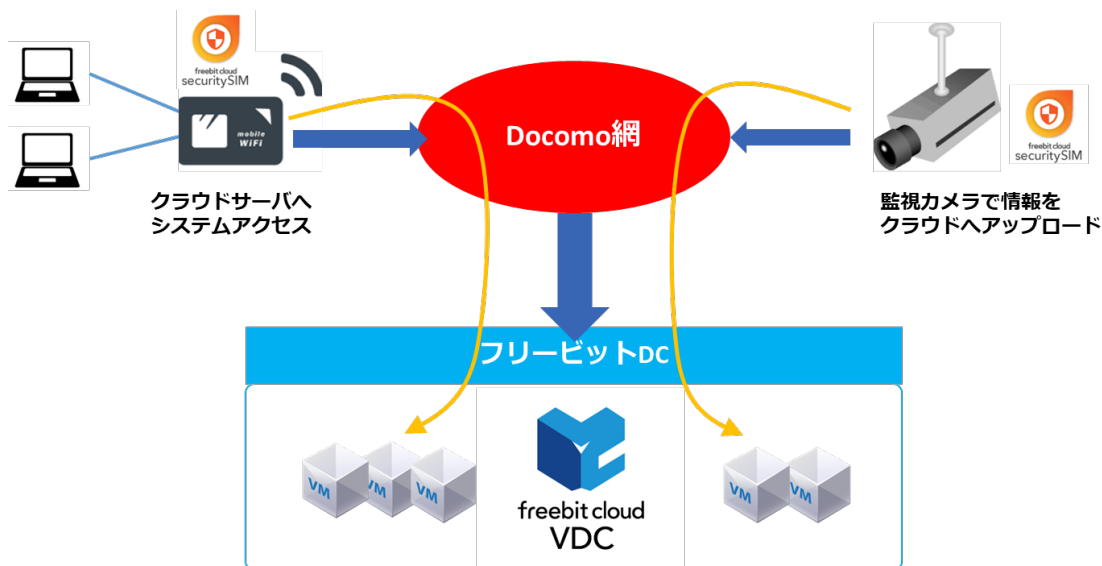 freebit cloud
securitySIM
mobile
WiFi
クラウドサーバへ
システムアクセス
Docomo網
freebit cloud
securitySIM
監視カメラで情報を
クラウドへアップロード
フリービットDC
VM
VM
VM
freebit cloud
VDC
VM
VM